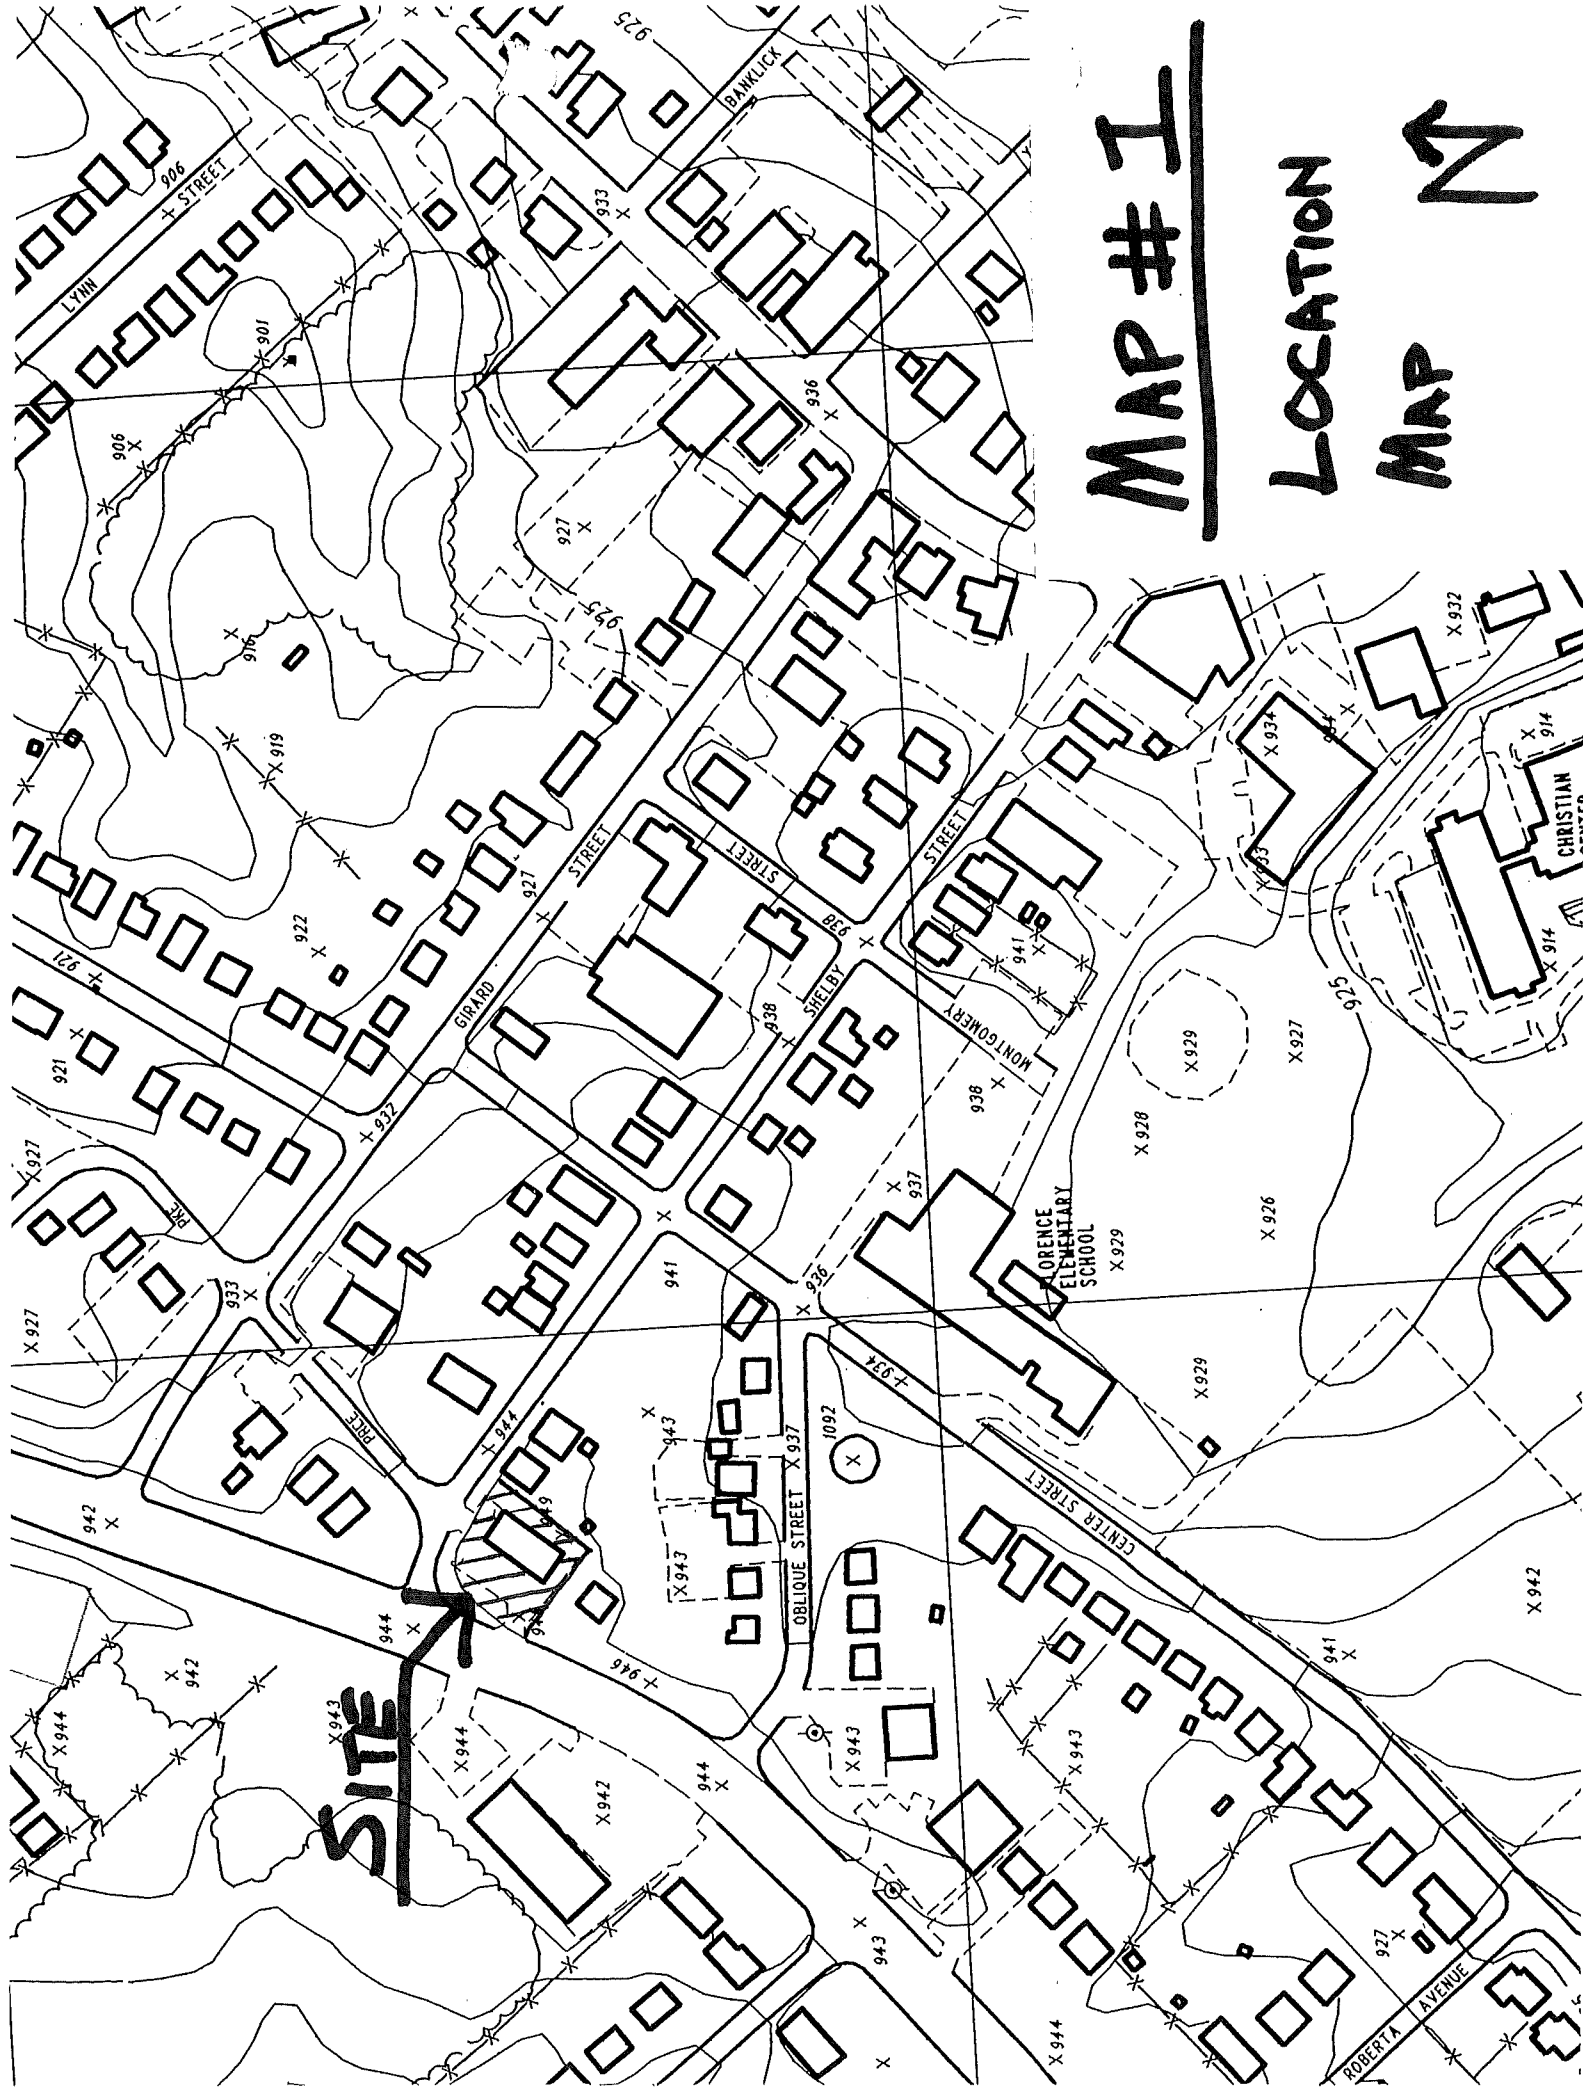 X 927
X 927
X 944
921
921
LYNN
STREET
906
942
906
PKE
942
933
916
901
X 919
922
X 943
SITE
932
944
X 944
GIRARD
944
927
927
STREET
X 942
925
933
925
946
941
943
X 943
944
BANKLICK
STREET
938
OBLIQUE STREET
X 937
936
936
SHELBY
1092
938
X 943
934
943
937
STREET
938
MONTGOMERY
941
FLORENCE
ELEMENTARY
SCHOOL
X 944
X 943
CENTER STREET
X 929
X 928
X 929
X 929
X 927
X 926
X 934
941
925
927
ROBERTA AVENUE
X 932
X 942
914
X 914
CHRISTIAN
CENTER
MAP #1
LOCATION
MAP
N